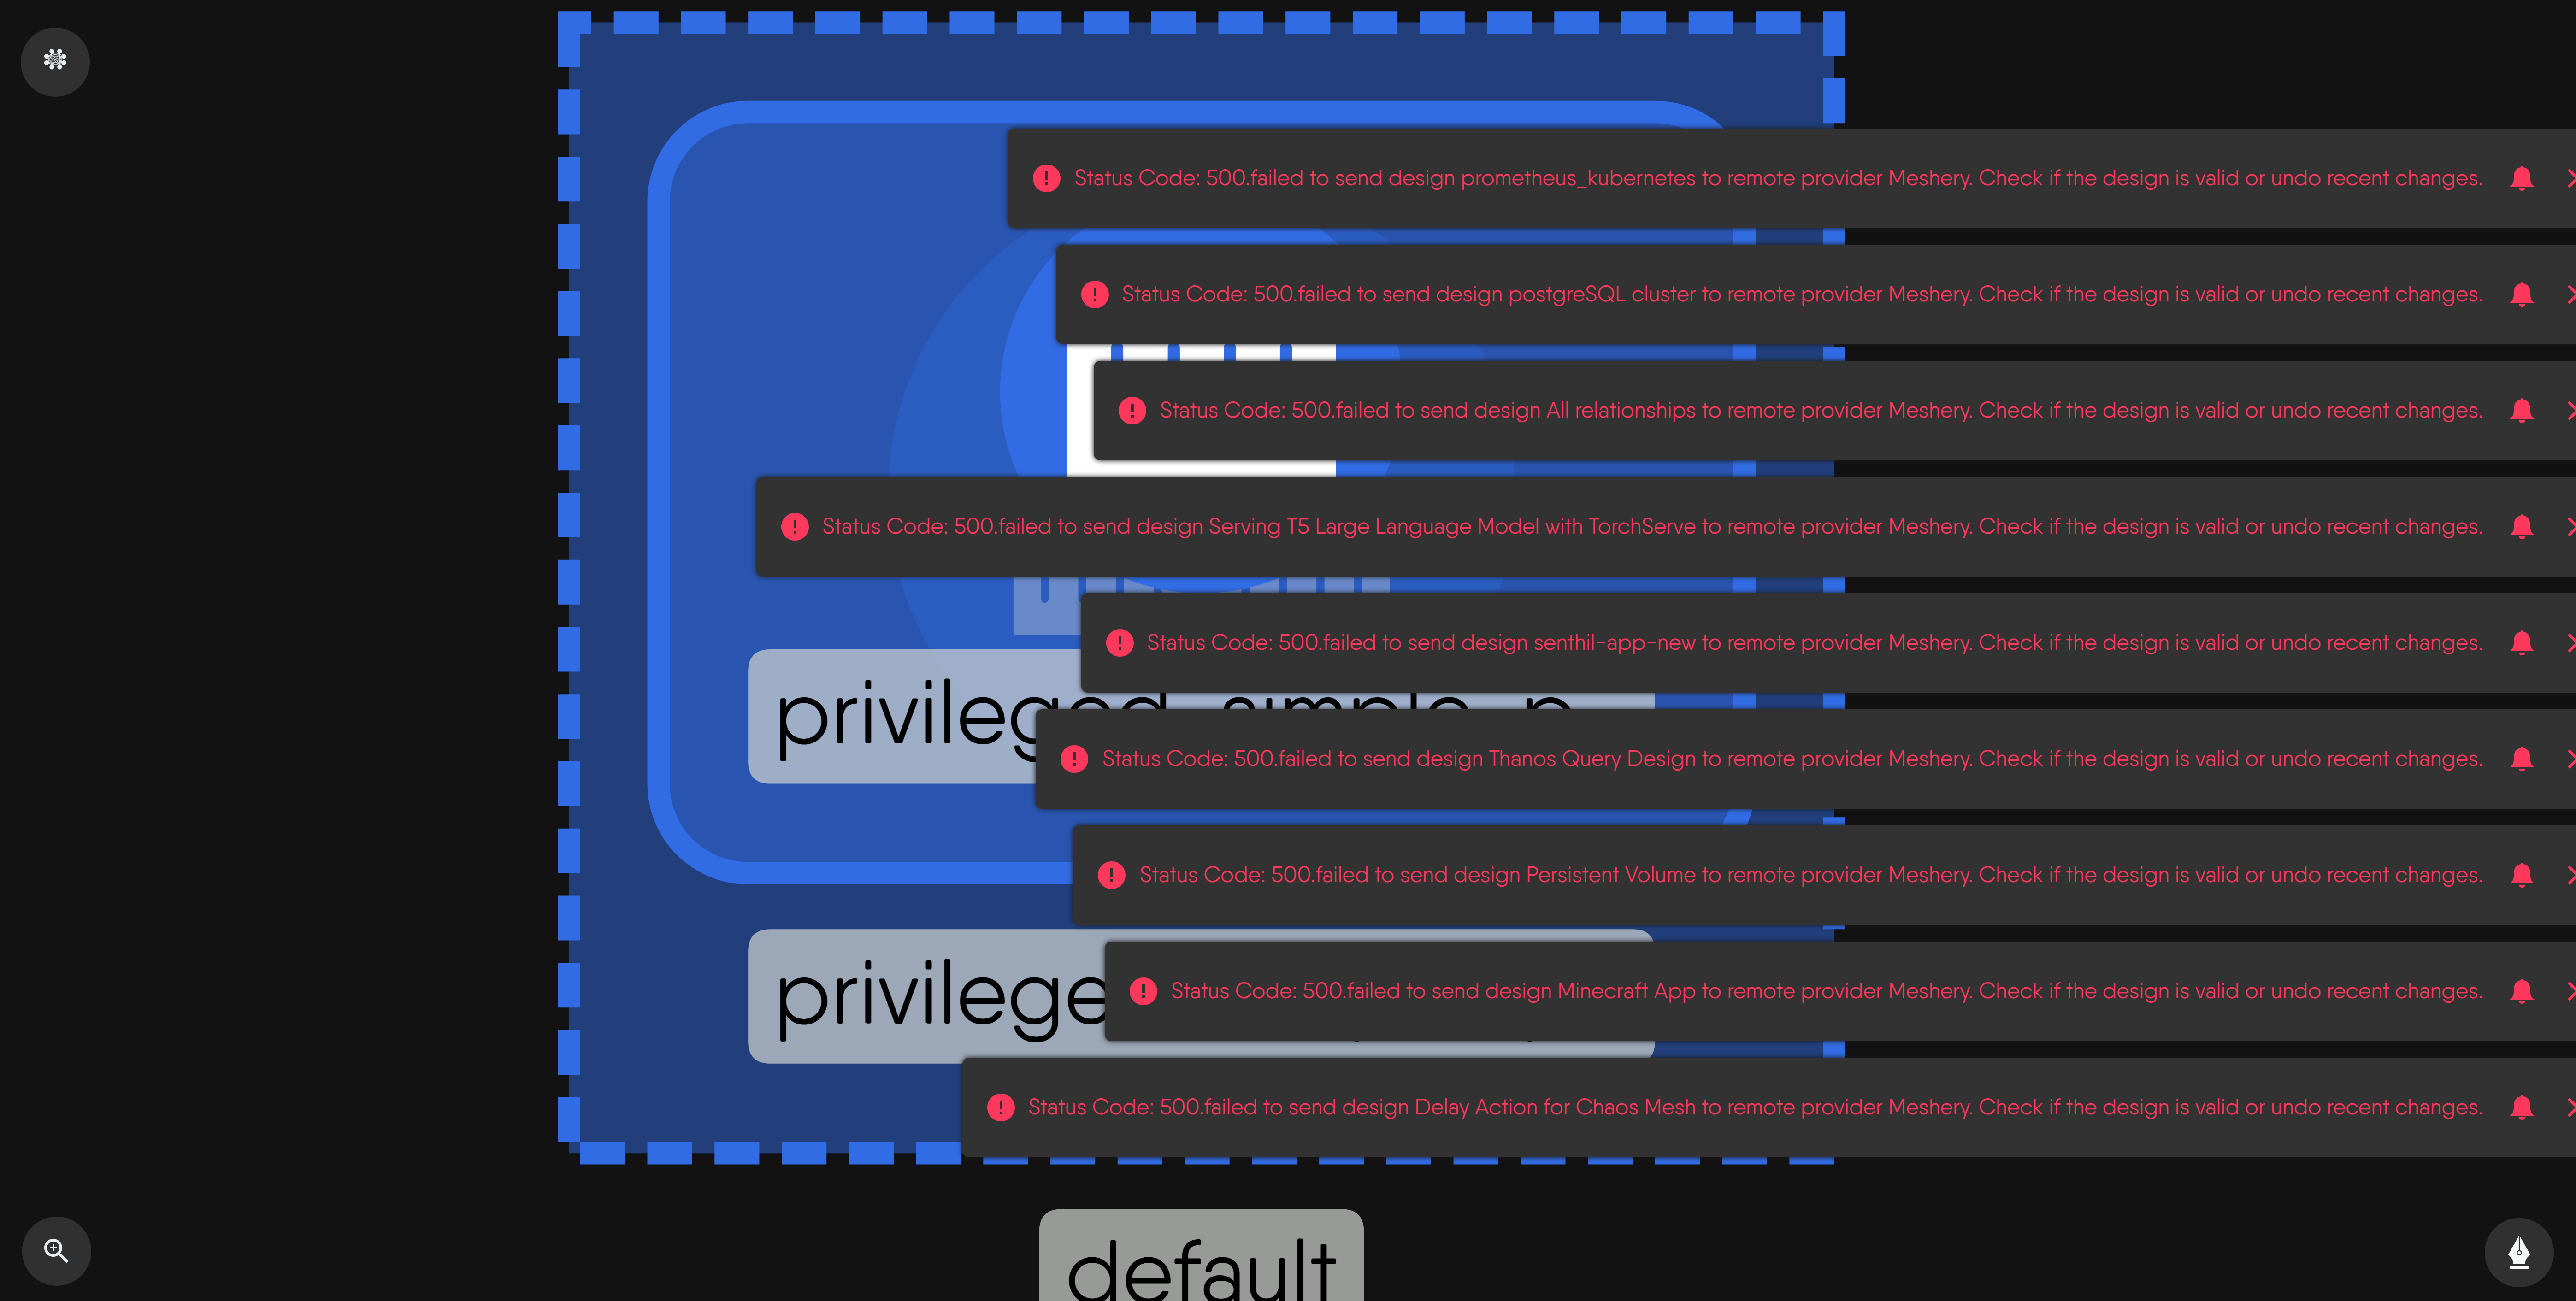 Status Code: 500.failed to send design prometheus_kubernetes to remote provider Meshery. Check if the design is valid or undo recent changes.
Status Code: 500.failed to send design postgreSQL cluster to remote provider Meshery. Check if the design is valid or undo recent changes.
Status Code: 500.failed to send design All relationships to remote provider Meshery. Check if the design is valid or undo recent changes.
Status Code: 500.failed to send design Serving T5 Large Language Model with TorchServe to remote provider Meshery. Check if the design is valid or undo recent changes.
Status Code: 500.failed to send design senthil-app-new to remote provider Meshery. Check if the design is valid or undo recent changes.
privileged-simple-p
Status Code: 500.failed to send design Thanos Query Design to remote provider Meshery. Check if the design is valid or undo recent changes.
Status Code: 500.failed to send design Persistent Volume to remote provider Meshery. Check if the design is valid or undo recent changes.
privilege
Status Code: 500.failed to send design Minecraft App to remote provider Meshery. Check if the design is valid or undo recent changes.
Status Code: 500.failed to send design Delay Action for Chaos Mesh to remote provider Meshery. Check if the design is valid or undo recent changes.
default